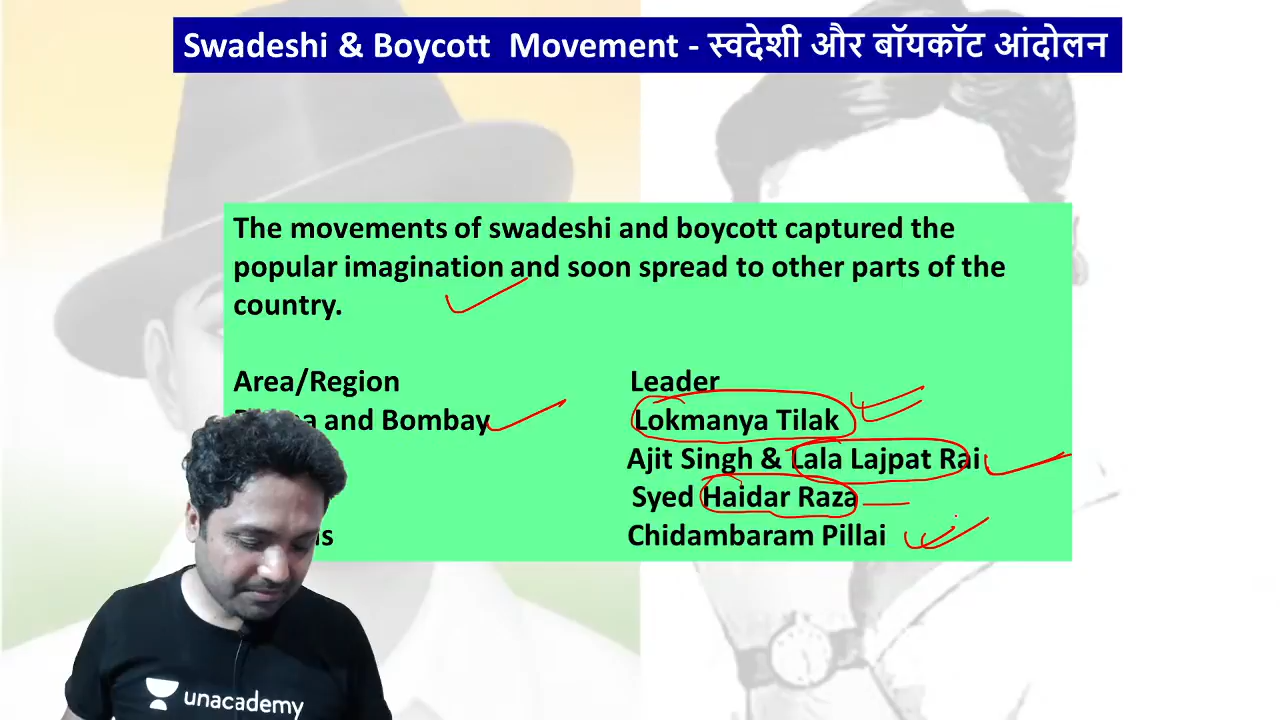 Swadeshi & Boycott Movement - स्वदेशी और बॉयकॉट आंदोलन
The movements of swadeshi and boycott captured the
popular imagination and soon spread to other parts of the
country.
Area/Region Leader
and Bombay Lokmanya Tilak
Ajit Singh & Lala Lajpat Rai
Syed Haidar Raza
Chidambaram Pillai
unacademy